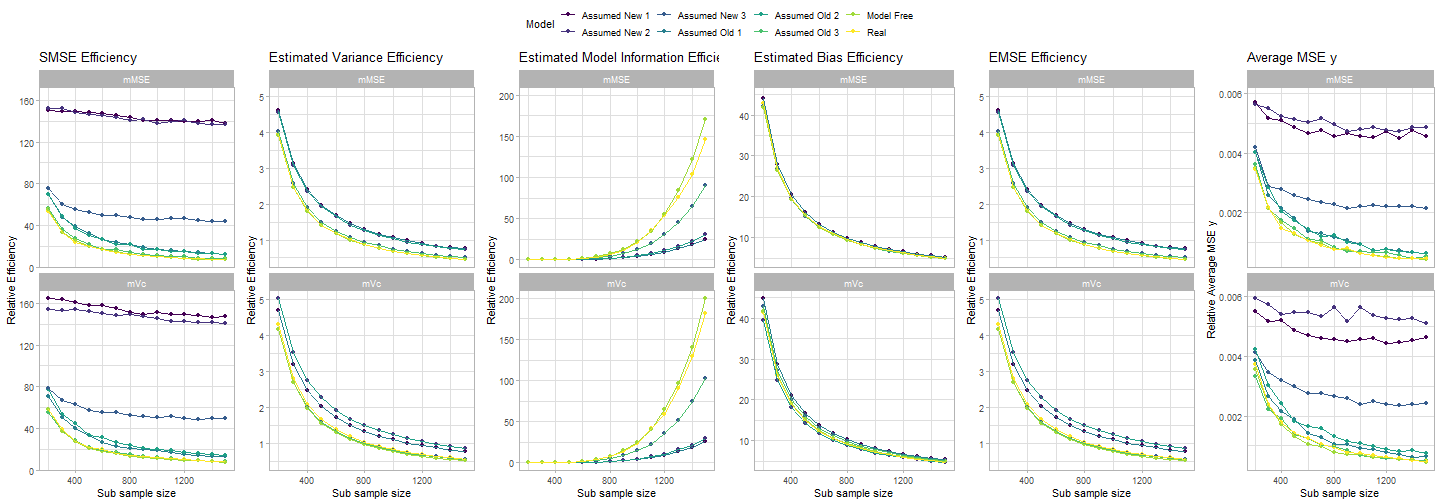 Model
Assumed New 1 Assumed New 3 Assumed Old 2 Model Free
Assumed New 2 Assumed Old 1 Assumed Old 3 Real
SMSE Efficiency
mMSE
160
120
80
40
0
mVc
160
120
80
40
0
Relative Efficiency
400 800 1200
Sub sample size
Estimated Variance Efficiency
mMSE
5
4
3
2
1
mVc
5
4
3
2
1
Relative Efficiency
400 800 1200
Sub sample size
Estimated Model Information Efficie
mMSE
200
150
100
50
0
mVc
200
150
100
50
0
Relative Efficiency
400 800 1200
Sub sample size
Estimated Bias Efficiency
mMSE
40
30
20
10
mVc
40
30
20
10
Relative Efficiency
400 800 1200
Sub sample size
EMSE Efficiency
mMSE
5
4
3
2
1
mVc
5
4
3
2
1
Relative Efficiency
400 800 1200
Sub sample size
Average MSE y
mMSE
0.006
0.004
0.002
mVc
0.006
0.004
0.002
Relative Average MSE y
400 800 1200
Sub sample size